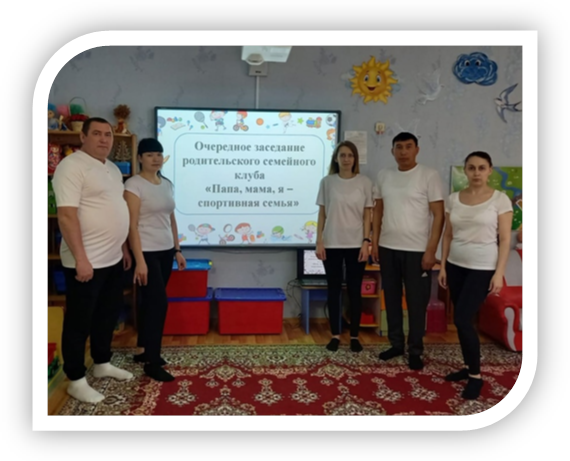 Очередное заседание
родительского семейного
клуба
«Папа, мама, я –
спортивная семья»